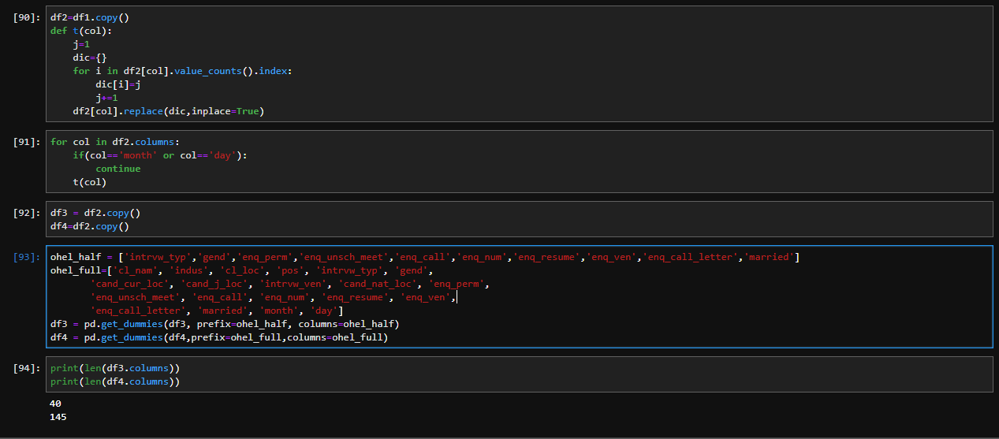 [90]: df2=df1.copy()
def t(col):
    j=1
    dic={}
    for i in df2[col].value_counts().index:
        dic[i]=j
        j+=1
    df2[col].replace(dic,inplace=True)
[91]: for col in df2.columns:
    if(col=='month' or col=='day'):
        continue
    t(col)
[92]: df3 = df2.copy()
df4=df2.copy()
[93]: ohel_half = ['intrvw_typ','gend','enq_perm','enq_unsch_meet','enq_call','enq_num','enq_resume','enq_ven','enq_call_letter','married']
ohel_full=['cl_nam', 'indus', 'cl_loc', 'pos', 'intrvw_typ', 'gend',
       'cand_cur_loc', 'cand_j_loc', 'intrvw_ven', 'cand_nat_loc', 'enq_perm',
       'enq_unsch_meet', 'enq_call', 'enq_num', 'enq_resume', 'enq_ven',
       'enq_call_letter', 'married', 'month', 'day']
df3 = pd.get_dummies(df3, prefix=ohel_half, columns=ohel_half)
df4 = pd.get_dummies(df4,prefix=ohel_full,columns=ohel_full)
[94]: print(len(df3.columns))
print(len(df4.columns))
40
145